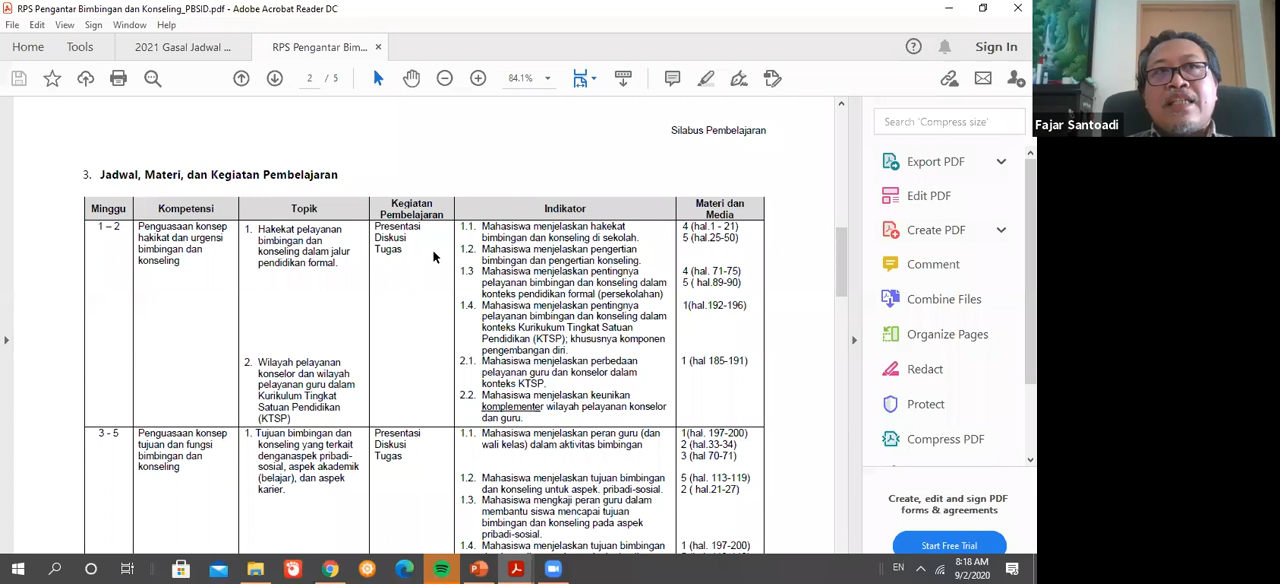 RPS Pengantar Bimbingan dan Konseling_PBSID.pdf - Adobe Acrobat Reader DC
File Edit View Sign Window Help
Home Tools 2021 Gasal Jadwal ... RPS Pengantar Bim... × Sign In
2 / 5 84.1%
Fajar Santoadi
Silabus Pembelajaran
3. Jadwal, Materi, dan Kegiatan Pembelajaran
Minggu Kompetensi Topik Kegiatan Pembelajaran Indikator Materi dan Media
1 – 2
Penguasaan konsep
hakikat dan urgensi
bimbingan dan
konseling
1. Hakekat pelayanan
bimbingan dan
konseling dalam jalur
pendidikan formal.
2. Wilayah pelayanan
konselor dan wilayah
pelayanan guru dalam
Kurikulum Tingkat
Satuan Pendidikan
(KTSP)
Presentasi
Diskusi
Tugas
1.1. Mahasiswa menjelaskan hakekat
bimbingan dan konseling di sekolah.
1.2. Mahasiswa menjelaskan pengertian
bimbingan dan pengertian konseling.
1.3 Mahasiswa menjelaskan pentingnya
pelayanan bimbingan dan konseling dalam
konteks pendidikan formal (persekolahan)
1.4. Mahasiswa menjelaskan pentingnya
pelayanan bimbingan dan konseling dalam
konteks Kurikukum Tingkat Satuan
Pendidikan (KTSP); khususnya komponen
pengembangan diri.
2.1. Mahasiswa menjelaskan perbedaan
pelayanan guru dan konselor dalam
konteks KTSP.
2.2. Mahasiswa menjelaskan keunikan
komplementer wilayah pelayanan konselor
dan guru.
4 (hal.1 - 21)
5 (hal.25-50)
4 (hal. 71-75)
5 ( hal.89-90)
1(hal.192-196)
1 (hal 185-191)
3 - 5
Penguasaan konsep
tujuan dan fungsi
bimbingan dan
konseling
1. Tujuan bimbingan dan
konseling yang terkait
denganaspek pribadi-
sosial, aspek akademik
(belajar), dan aspek
karier.
Presentasi
Diskusi
Tugas
1.1. Mahasiswa menjelaskan peran guru (dan
wali kelas) dalam aktivitas bimbingan
1.2. Mahasiswa menjelaskan tujuan bimbingan
dan konseling untuk aspek. pribadi-sosial.
1.3. Mahasiswa mengkaji peran guru dalam
membantu siswa mencapai tujuan
bimbingan dan konseling pada aspek
pribadi-sosial.
1.4. Mahasiswa menjelaskan tujuan bimbingan
1(hal. 197-200)
2 (hal.33-34)
3 (hal 70-71)
5 (hal. 113-119)
2 ( hal.21-27)
1 (hal. 197-200)
Search 'Compress size'
Export PDF
Edit PDF
Create PDF
Comment
Combine Files
Organize Pages
Redact
Protect
Compress PDF
Create, edit and sign PDF
forms & agreements
Start Free Trial
EN
8:18 AM
9/2/2020